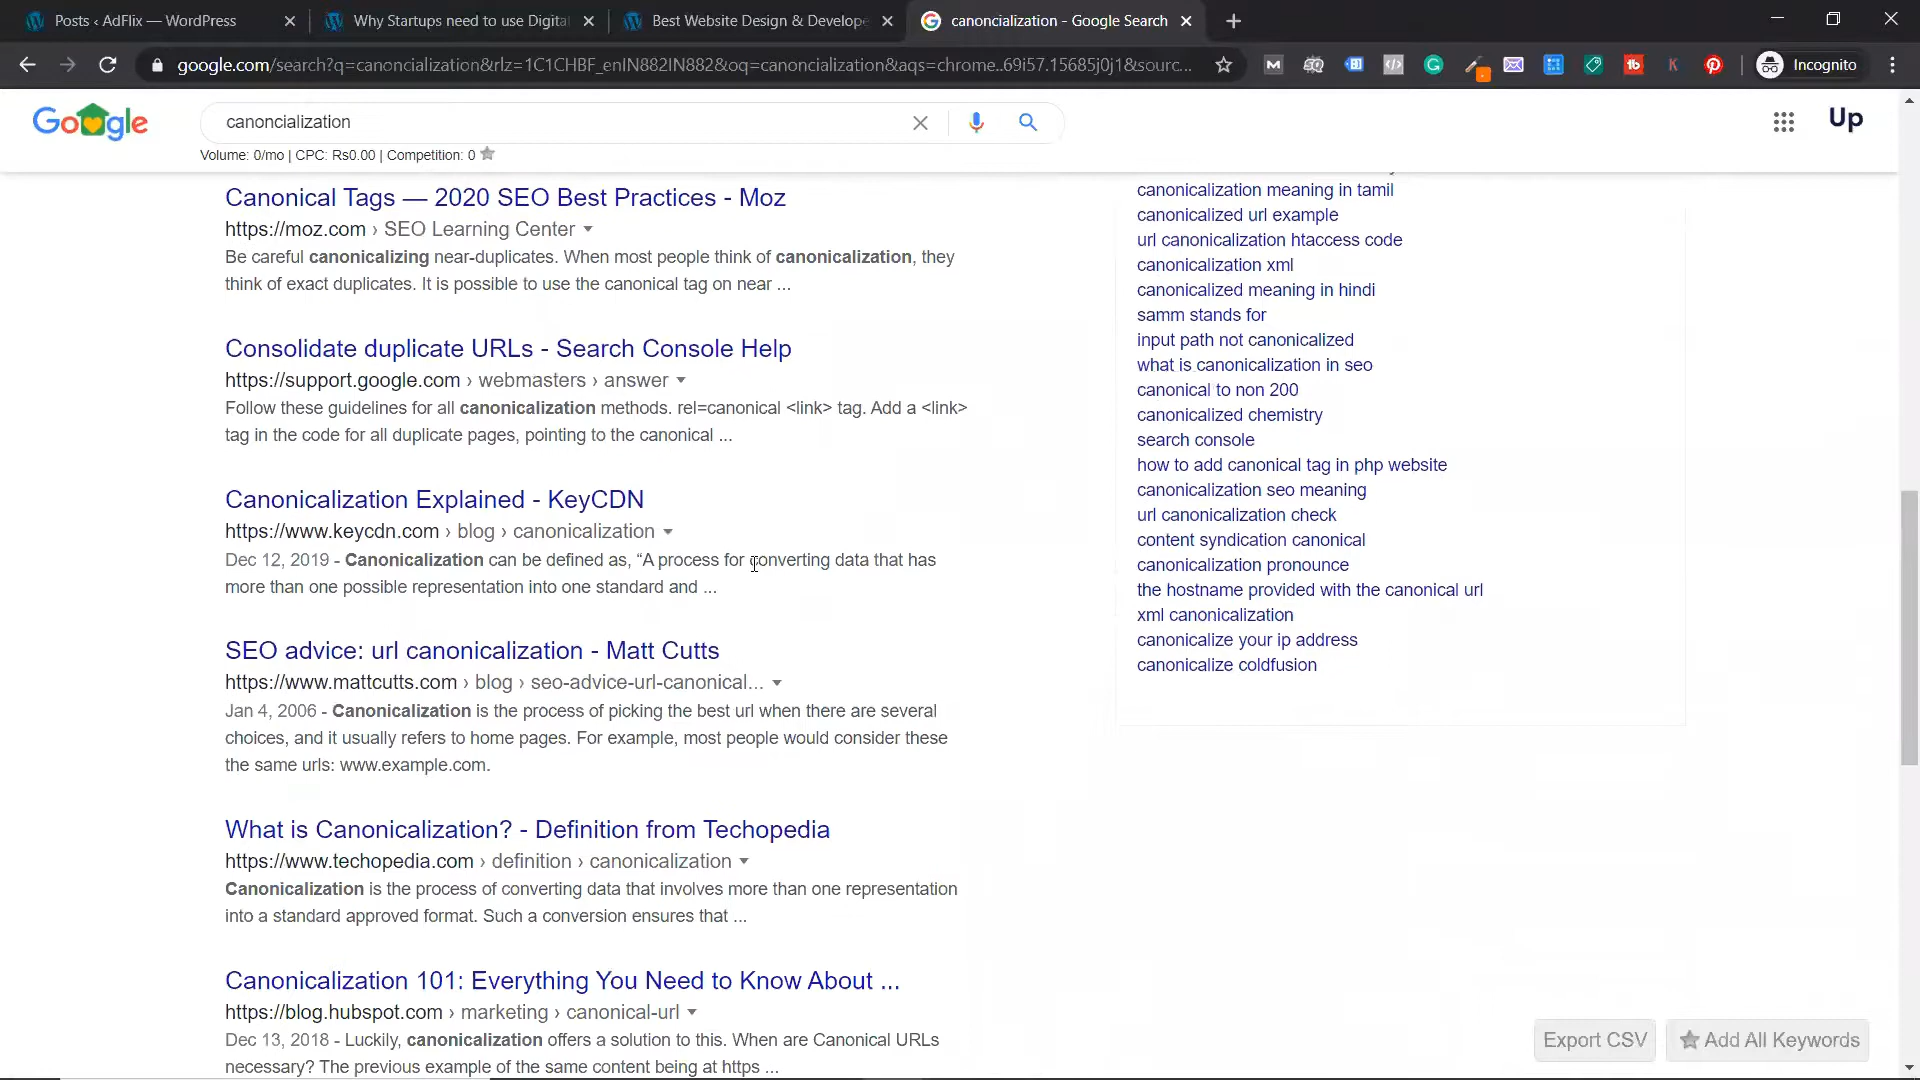 Posts ‹ AdFlix — WordPress
Why Startups need to use Digita
Best Website Design & Develope
canoncialization - Google Search
google.com/search?q=canoncialization&rlz=1C1CHBF_enIN882IN882&oq=canoncialization&aqs=chrome..69i57.15685j0j1&sourc...
Incognito
Google
canoncialization
Up
Volume: 0/mo | CPC: Rs0.00 | Competition: 0
Canonical Tags — 2020 SEO Best Practices - Moz
https://moz.com › SEO Learning Center
Be careful canonicalizing near-duplicates. When most people think of canonicalization, they
think of exact duplicates. It is possible to use the canonical tag on near ...
Consolidate duplicate URLs - Search Console Help
https://support.google.com › webmasters › answer
Follow these guidelines for all canonicalization methods. rel=canonical <link> tag. Add a <link>
tag in the code for all duplicate pages, pointing to the canonical ...
Canonicalization Explained - KeyCDN
https://www.keycdn.com › blog › canonicalization
Dec 12, 2019 - Canonicalization can be defined as, “A process for converting data that has
more than one possible representation into one standard and ...
SEO advice: url canonicalization - Matt Cutts
https://www.mattcutts.com › blog › seo-advice-url-canonical...
Jan 4, 2006 - Canonicalization is the process of picking the best url when there are several
choices, and it usually refers to home pages. For example, most people would consider these
the same urls: www.example.com.
What is Canonicalization? - Definition from Techopedia
https://www.techopedia.com › definition › canonicalization
Canonicalization is the process of converting data that involves more than one representation
into a standard approved format. Such a conversion ensures that ...
Canonicalization 101: Everything You Need to Know About ...
https://blog.hubspot.com › marketing › canonical-url
Dec 13, 2018 - Luckily, canonicalization offers a solution to this. When are Canonical URLs
necessary? The previous example of the same content being at https ...
canonicalization meaning in tamil
canonicalized url example
url canonicalization htaccess code
canonicalization xml
canonicalized meaning in hindi
samm stands for
input path not canonicalized
what is canonicalization in seo
canonical to non 200
canonicalized chemistry
search console
how to add canonical tag in php website
canonicalization seo meaning
url canonicalization check
content syndication canonical
canonicalization pronounce
the hostname provided with the canonical url
xml canonicalization
canonicalize your ip address
canonicalize coldfusion
Export CSV
Add All Keywords